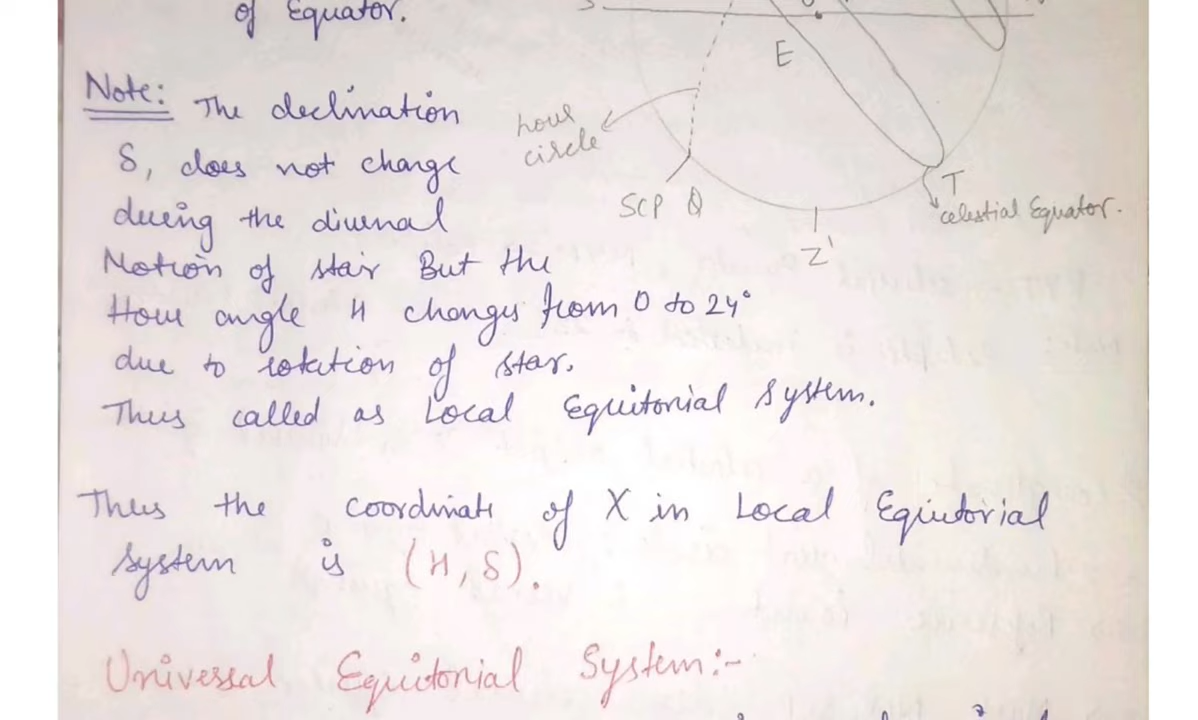 of Equator.
S
E
hour
circle
SCP Q
T
celestial Equator.
Z'
Note: The declination
δ, does not change
during the diurnal
Motion of star But the
Hour angle H changes from 0 to 24°
due to rotation of star.
Thus called as Local Equitorial System.
Thus the coordinate of X in Local Equitorial
system is (H, δ).
Universal Equitorial System:-